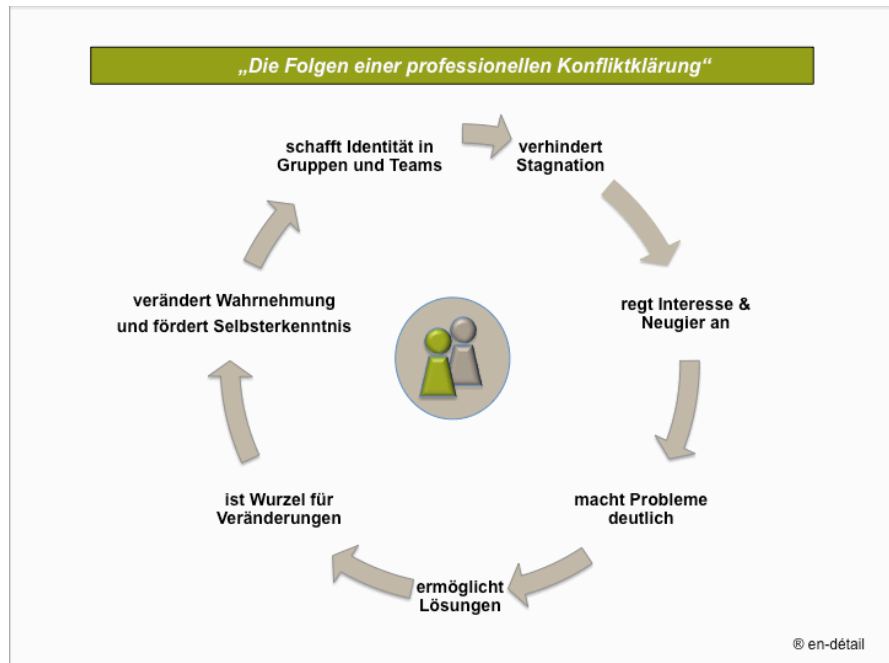 „Die Folgen einer professionellen Konfliktklärung“
schafft Identität in
Gruppen und Teams
verhindert
Stagnation
regt Interesse &
Neugier an
macht Probleme
deutlich
ermöglicht
Lösungen
ist Wurzel für
Veränderungen
verändert Wahrnehmung
und fördert Selbsterkenntnis
® en-détail